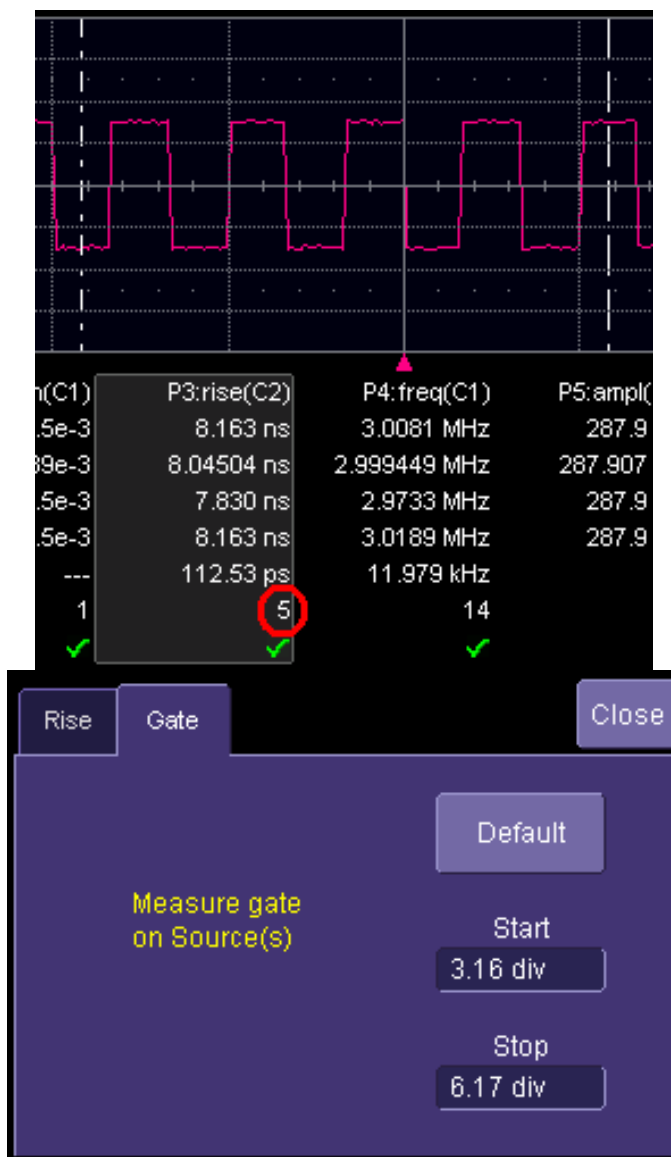 n(C1) P3:rise(C2) P4:freq(C1) P5:ampl(
.5e-3 8.163 ns 3.0081 MHz 287.9
39e-3 8.04504 ns 2.999449 MHz 287.907
.5e-3 7.830 ns 2.9733 MHz 287.9
.5e-3 8.163 ns 3.0189 MHz 287.9
--- 112.53 ps 11.979 kHz
1 5 14
Rise Gate Close
Default
Measure gate
on Source(s)
Start
3.16 div
Stop
6.17 div